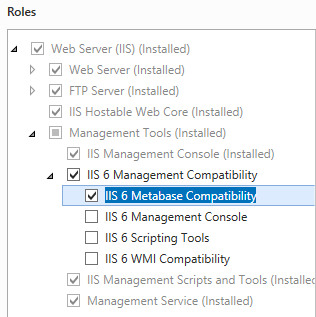 Roles
Web Server (IIS) (Installed)
Web Server (Installed)
FTP Server (Installed)
IIS Hostable Web Core (Installed)
Management Tools (Installed)
IIS Management Console (Installed)
IIS 6 Management Compatibility
IIS 6 Metabase Compatibility
IIS 6 Management Console
IIS 6 Scripting Tools
IIS 6 WMI Compatibility
IIS Management Scripts and Tools (Installed
Management Service (Installed)